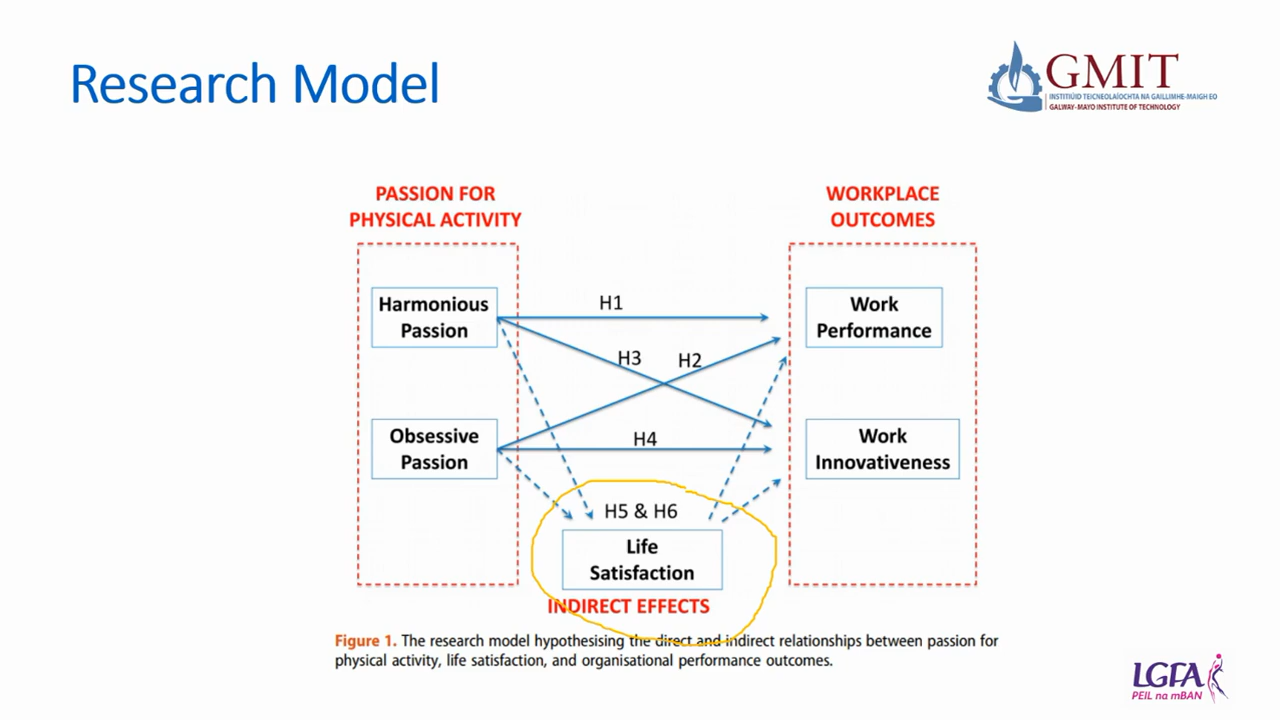 Research Model
GMIT
INSTITIÚID TEICNEOLAÍOCHTA NA GAILLIMHE-MAIGH EO
GALWAY-MAYO INSTITUTE OF TECHNOLOGY
PASSION FOR
PHYSICAL ACTIVITY
WORKPLACE
OUTCOMES
Harmonious
Passion
H1
Work
Performance
H3
H2
Obsessive
Passion
H4
Work
Innovativeness
H5 & H6
Life
Satisfaction
INDIRECT EFFECTS
Figure 1. The research model hypothesising the direct and indirect relationships between passion for
physical activity, life satisfaction, and organisational performance outcomes.
LGFA
PEIL na mBAN